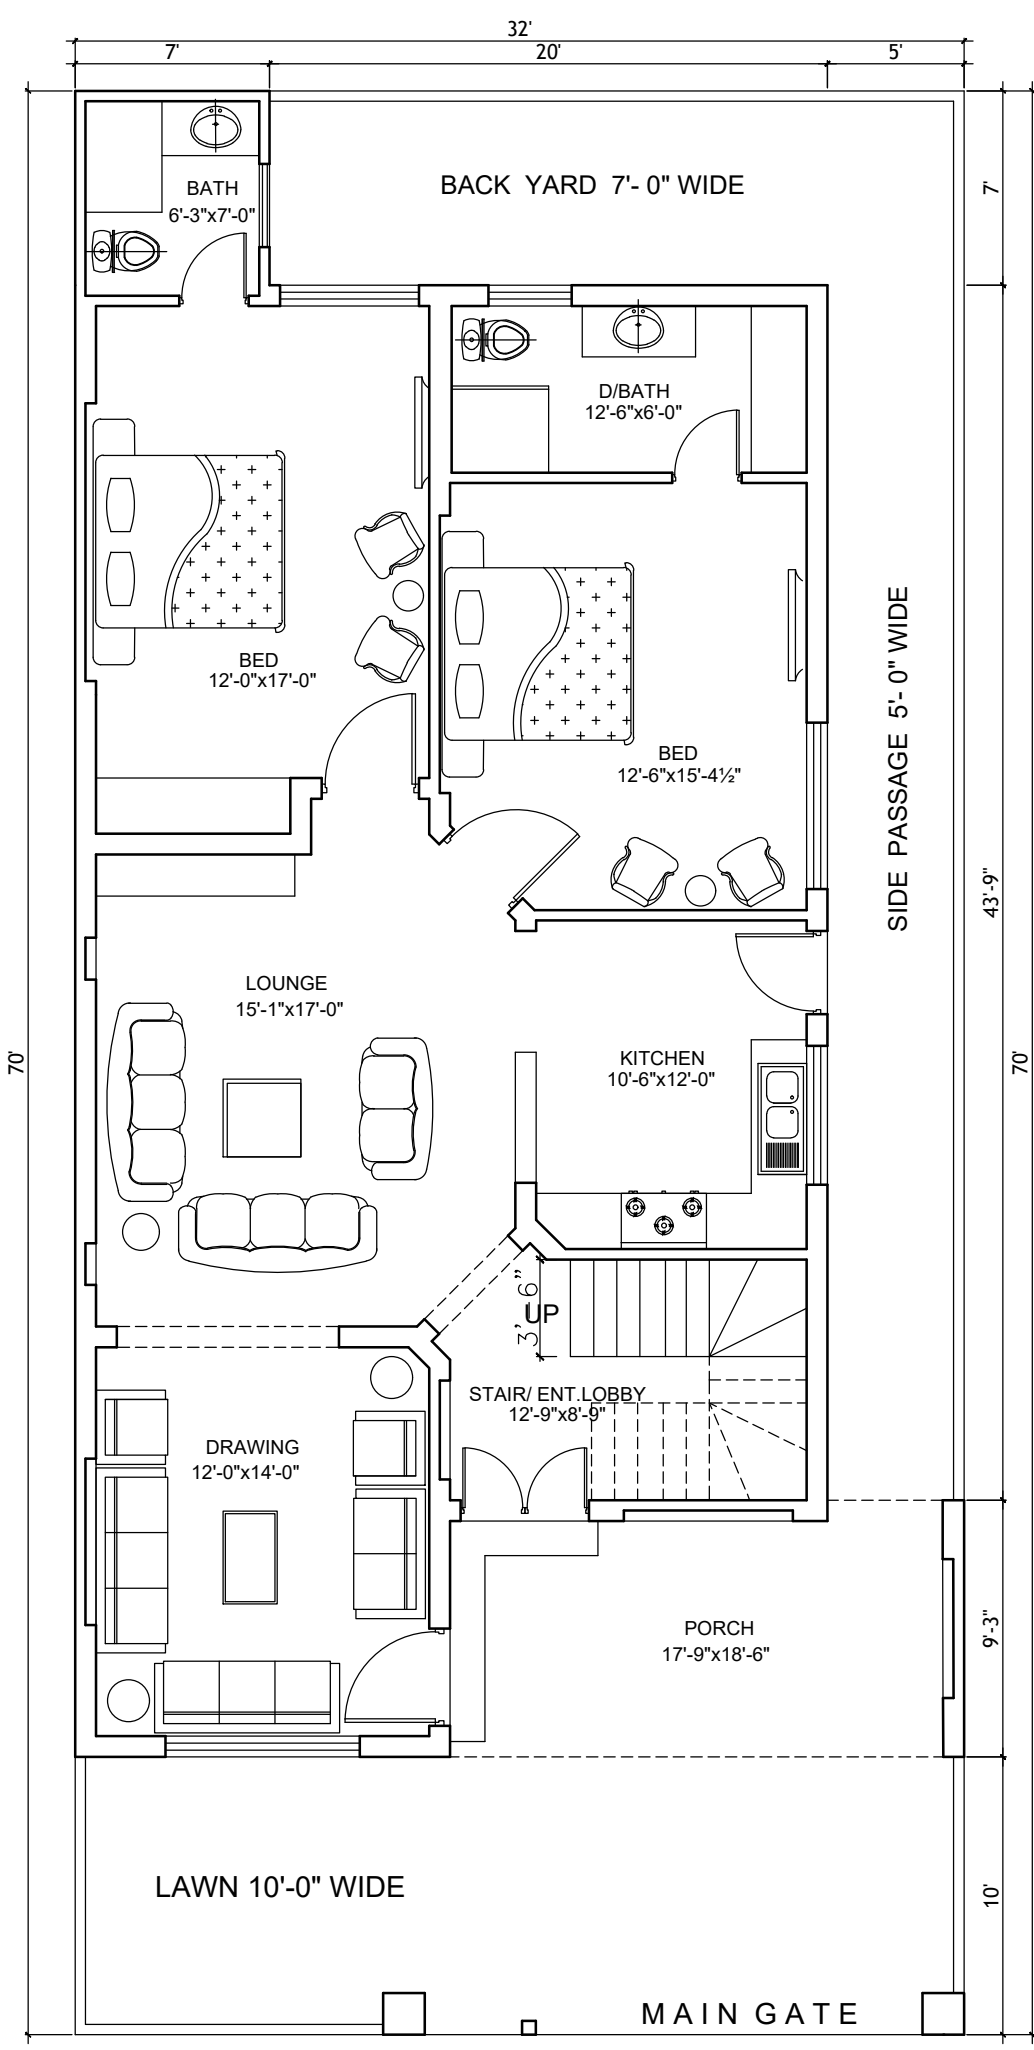 32'
7'
20'
5'
BATH
6'-3"x7'-0"
BACK YARD 7'- 0" WIDE
7'
D/BATH
12'-6"x6'-0"
BED
12'-0"x17'-0"
BED
12'-6"x15'-4½"
SIDE PASSAGE 5'- 0" WIDE
43'-9"
LOUNGE
15'-1"x17'-0"
KITCHEN
10'-6"x12'-0"
70'
70'
3'-6"
UP
STAIR/ ENT.LOBBY
12'-9"x8'-9"
DRAWING
12'-0"x14'-0"
PORCH
17'-9"x18'-6"
9'-3"
LAWN 10'-0" WIDE
10'
MAIN GATE